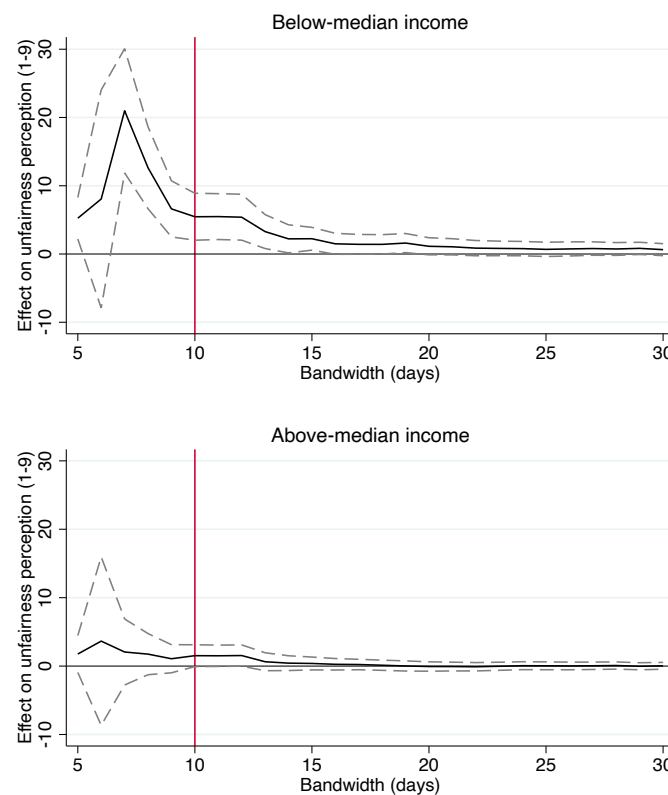 Below-median income
Effect on unfairness perception (1-9)
30
20
10
0
-10
5 10 15 20 25 30
Bandwidth (days)
Above-median income
Effect on unfairness perception (1-9)
30
20
10
0
-10
5 10 15 20 25 30
Bandwidth (days)